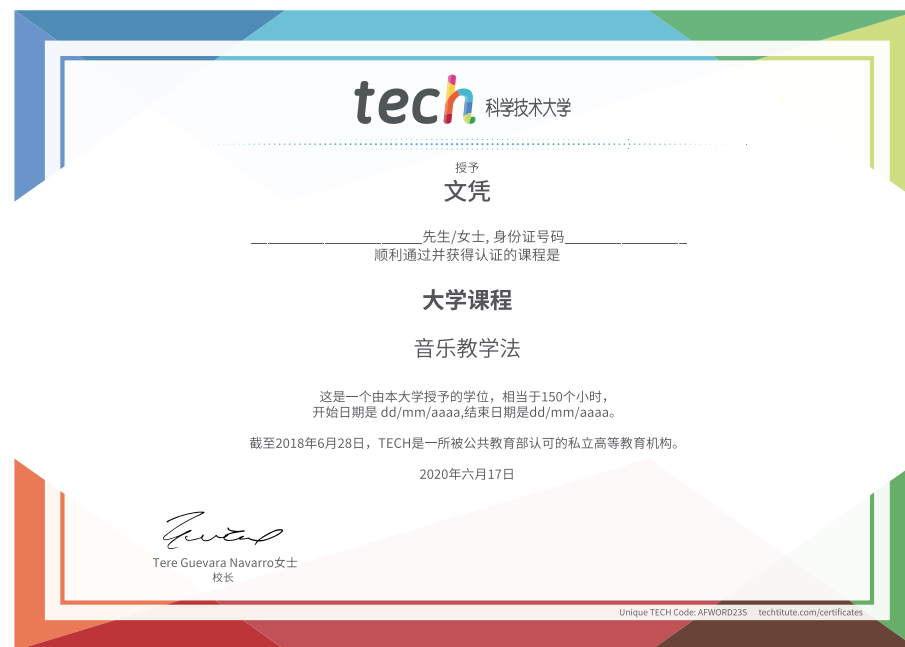 tech 科学技术大学
授予
文凭
________________________先生/女士, 身份证号码_________________
顺利通过并获得认证的课程是
大学课程
音乐教学法
这是一个由本大学授予的学位，相当于150个小时，
开始日期是 dd/mm/aaaa,结束日期是dd/mm/aaaa。
截至2018年6月28日，TECH是一所被公共教育部认可的私立高等教育机构。
2020年六月17日
Tere Guevara Navarro女士
校长
Unique TECH Code: AFWORD23S techtitute.com/certificates